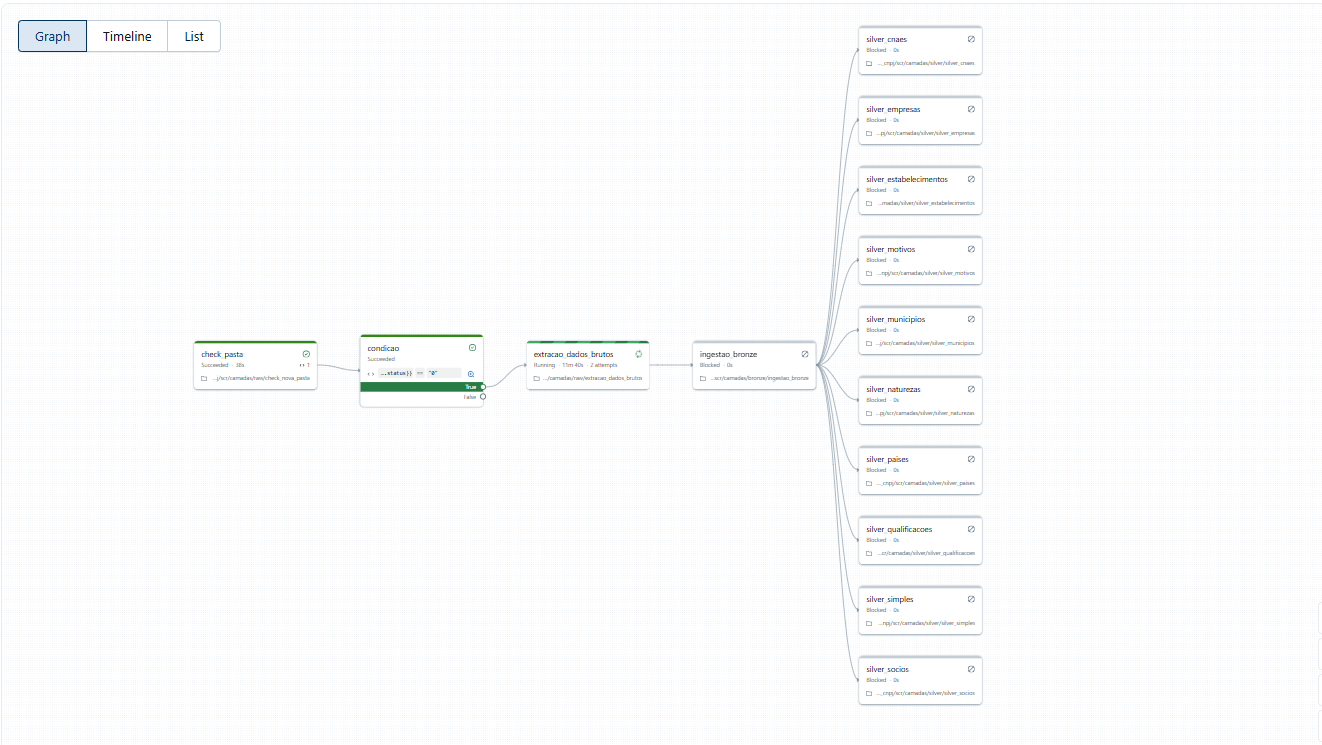 Graph
Timeline
List
check_pasta
Succeeded · 38s
1
.../scr/camadas/raw/check_nova_pasta
condicao
Succeeded
...status}} == "0"
True
False
extracao_dados_brutos
Running · 11m 40s · 2 attempts
.../camadas/raw/extracao_dados_brutos
ingestao_bronze
Blocked · 0s
...scr/camadas/bronze/ingestao_bronze
silver_cnaes
Blocked · 0s
..._cnpj/scr/camadas/silver/silver_cnaes
silver_empresas
Blocked · 0s
...pj/scr/camadas/silver/silver_empresas
silver_estabelecimentos
Blocked · 0s
...madas/silver/silver_estabelecimentos
silver_motivos
Blocked · 0s
...npj/scr/camadas/silver/silver_motivos
silver_municipios
Blocked · 0s
...j/scr/camadas/silver/silver_municipios
silver_naturezas
Blocked · 0s
...pj/scr/camadas/silver/silver_naturezas
silver_paises
Blocked · 0s
..._cnpj/scr/camadas/silver/silver_paises
silver_qualificacoes
Blocked · 0s
...cr/camadas/silver/silver_qualificacoes
silver_simples
Blocked · 0s
...npj/scr/camadas/silver/silver_simples
silver_socios
Blocked · 0s
..._cnpj/scr/camadas/silver/silver_socios